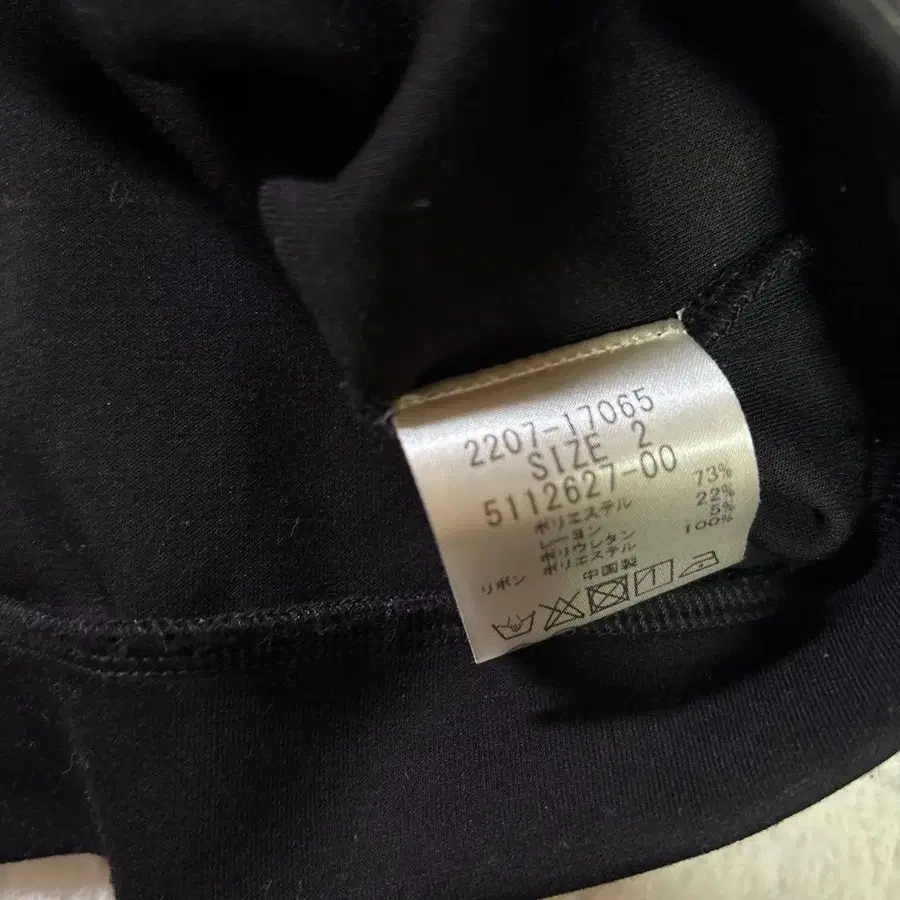 2207-17065
SIZE 2
5112627-00
ポリエステル 73%
レーヨン 22%
ポリウレタン 5%
リボン ポリエステル 100%
中国製